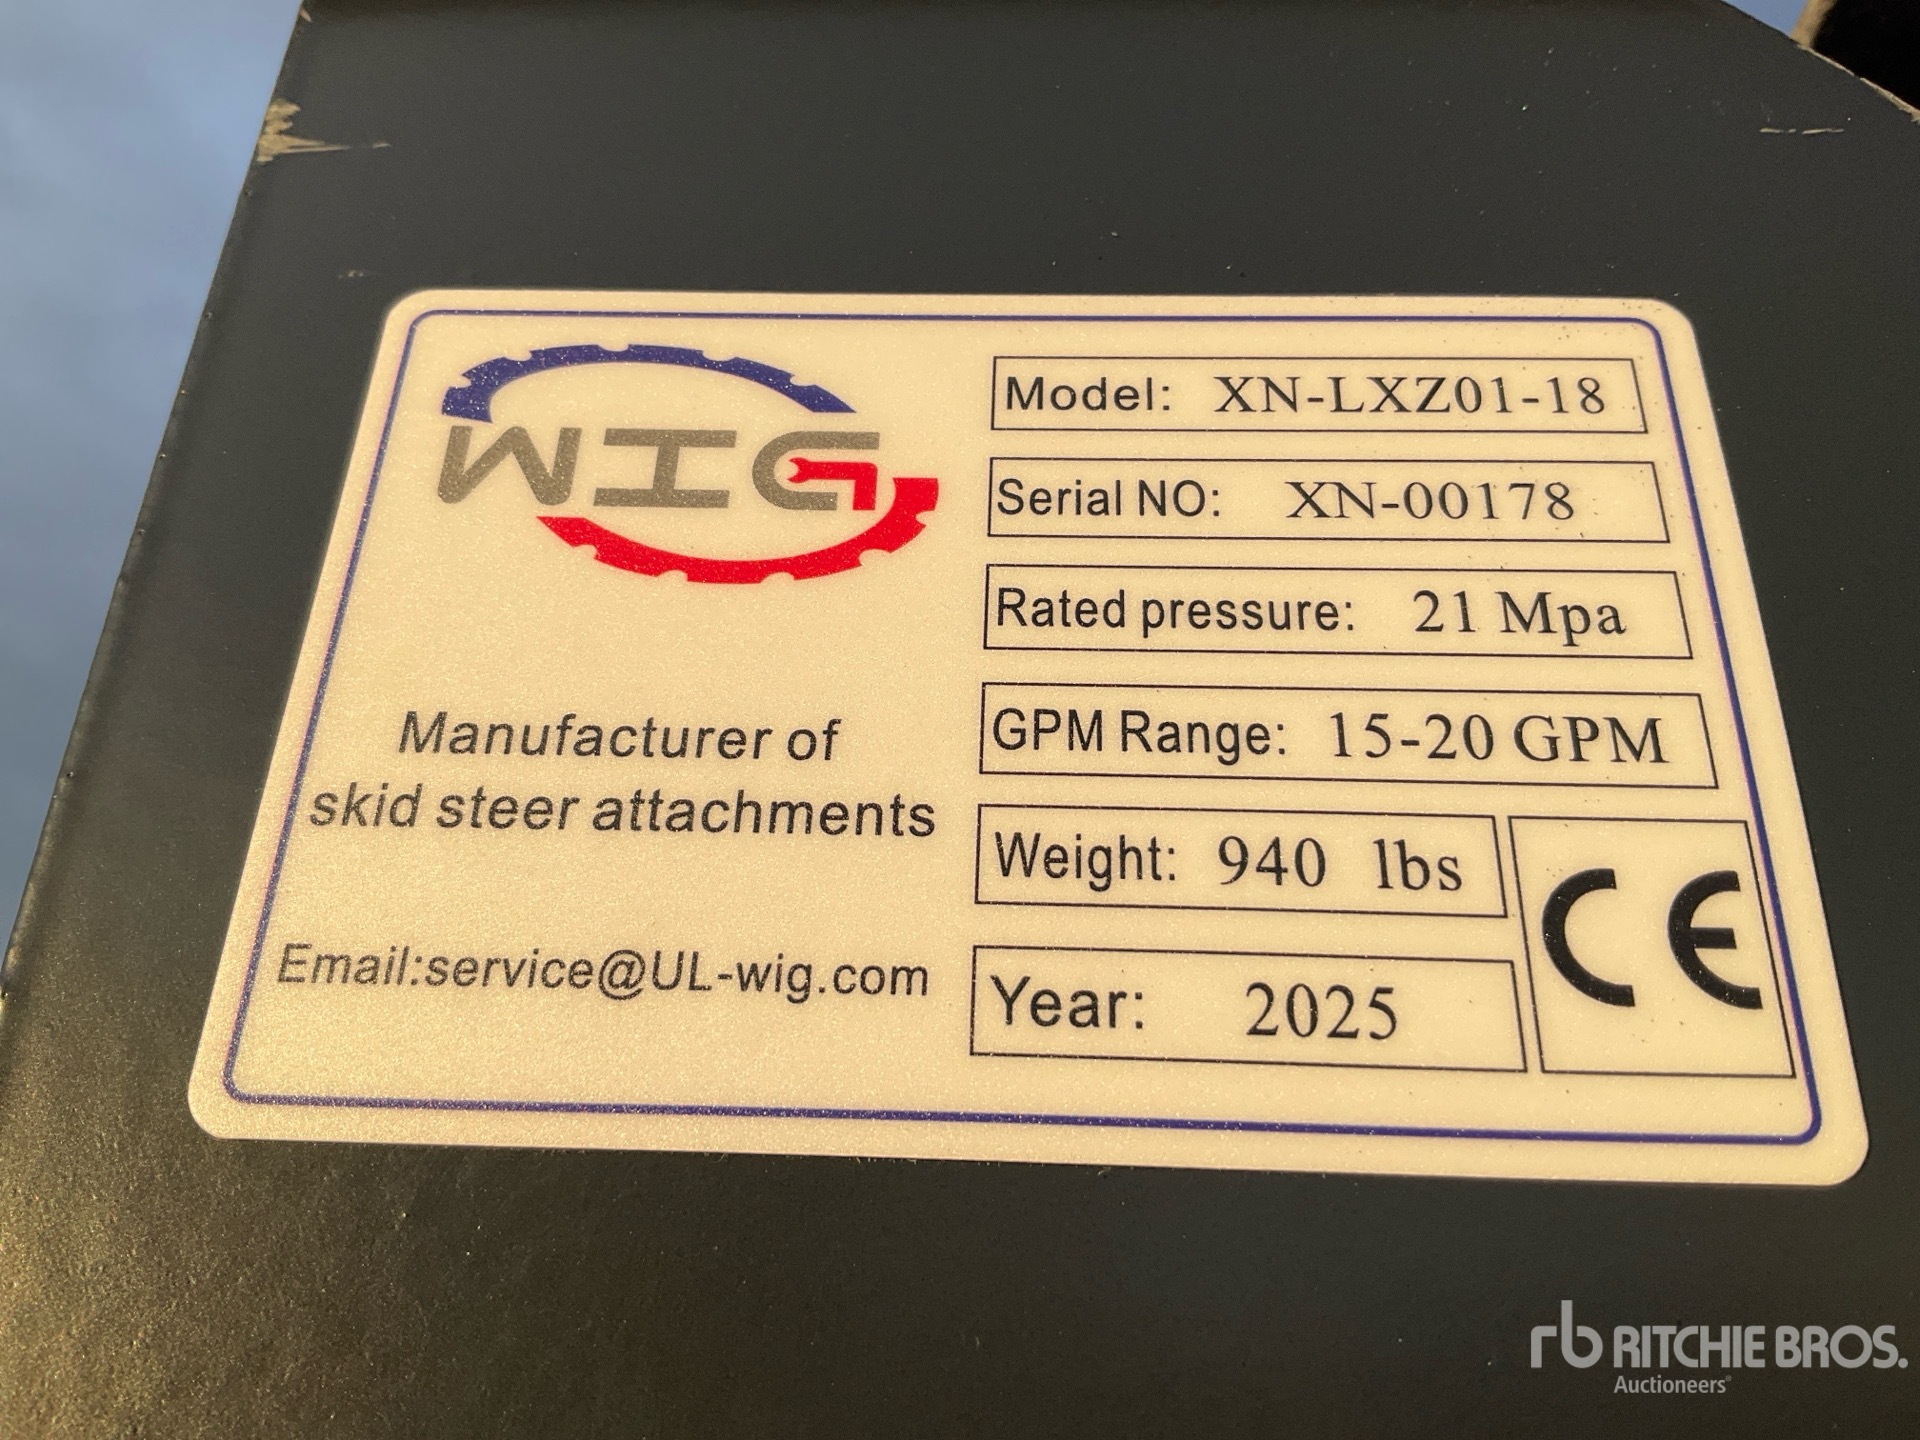 WIG
Manufacturer of
skid steer attachments
Email:service@UL-wig.com
Model: XN-LXZ01-18
Serial NO: XN-00178
Rated pressure: 21 Mpa
GPM Range: 15-20 GPM
Weight: 940 lbs
Year: 2025
CE
rb RITCHIE BROS.
Auctioneers®